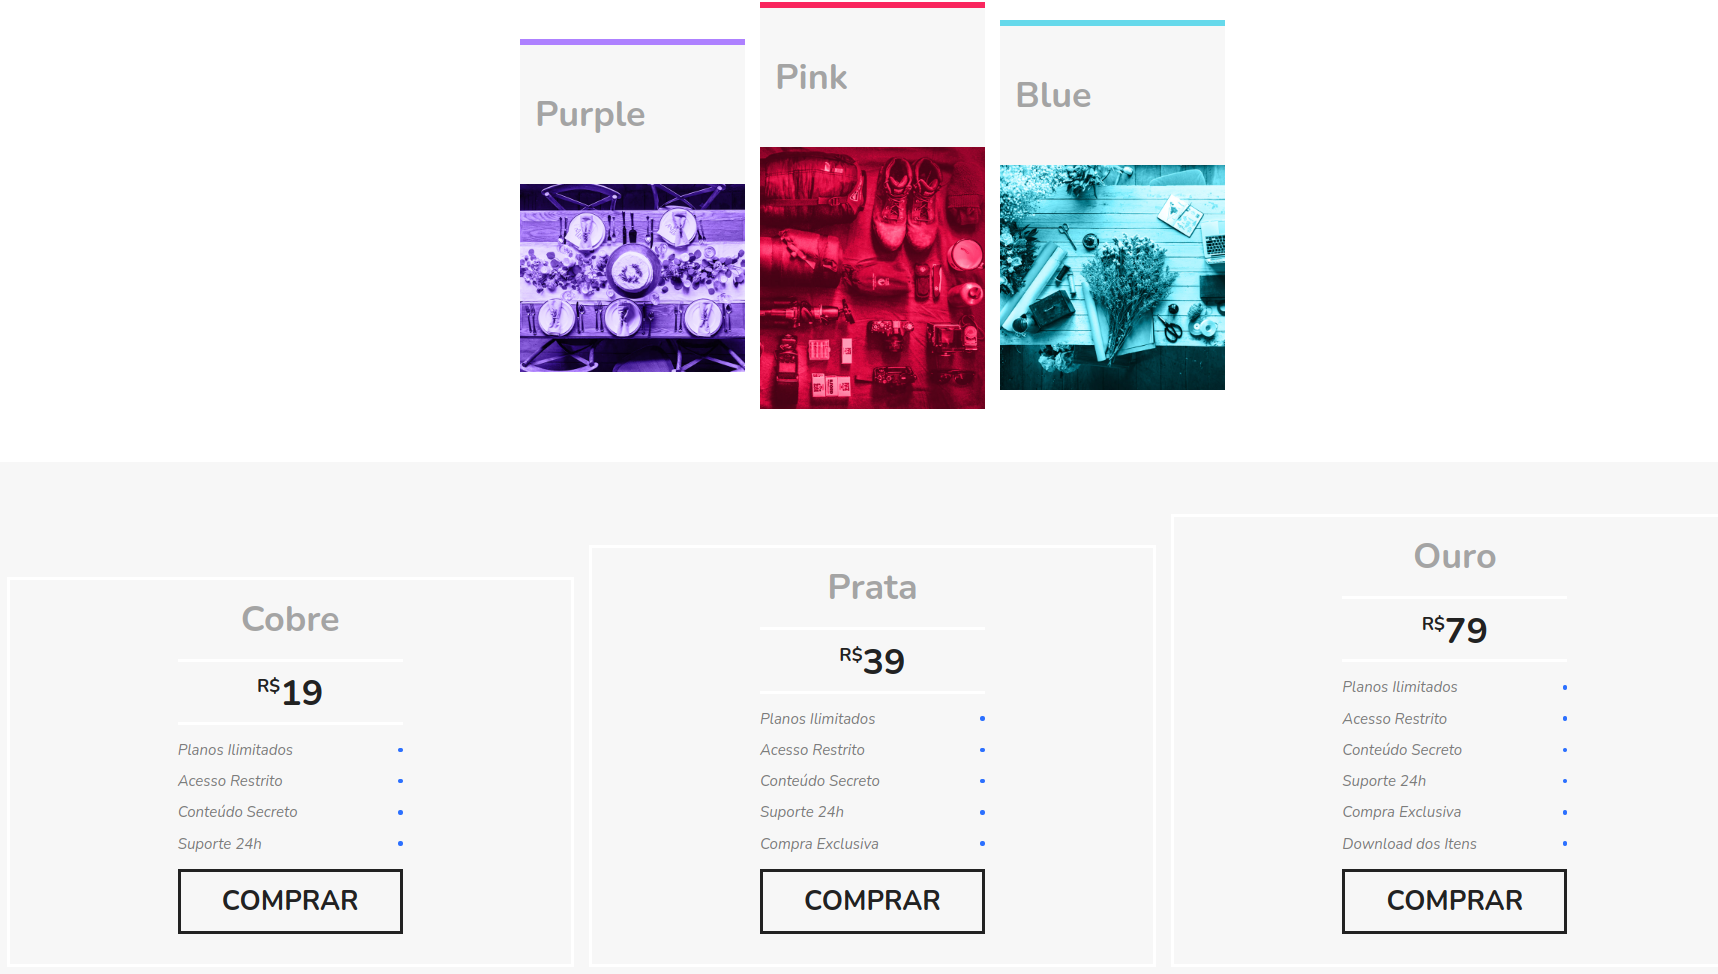 Purple
Pink
Blue
Cobre
R$19
Planos Ilimitados
Acesso Restrito
Conteúdo Secreto
Suporte 24h
COMPRAR
Prata
R$39
Planos Ilimitados
Acesso Restrito
Conteúdo Secreto
Suporte 24h
Compra Exclusiva
COMPRAR
Ouro
R$79
Planos Ilimitados
Acesso Restrito
Conteúdo Secreto
Suporte 24h
Compra Exclusiva
Download dos Itens
COMPRAR